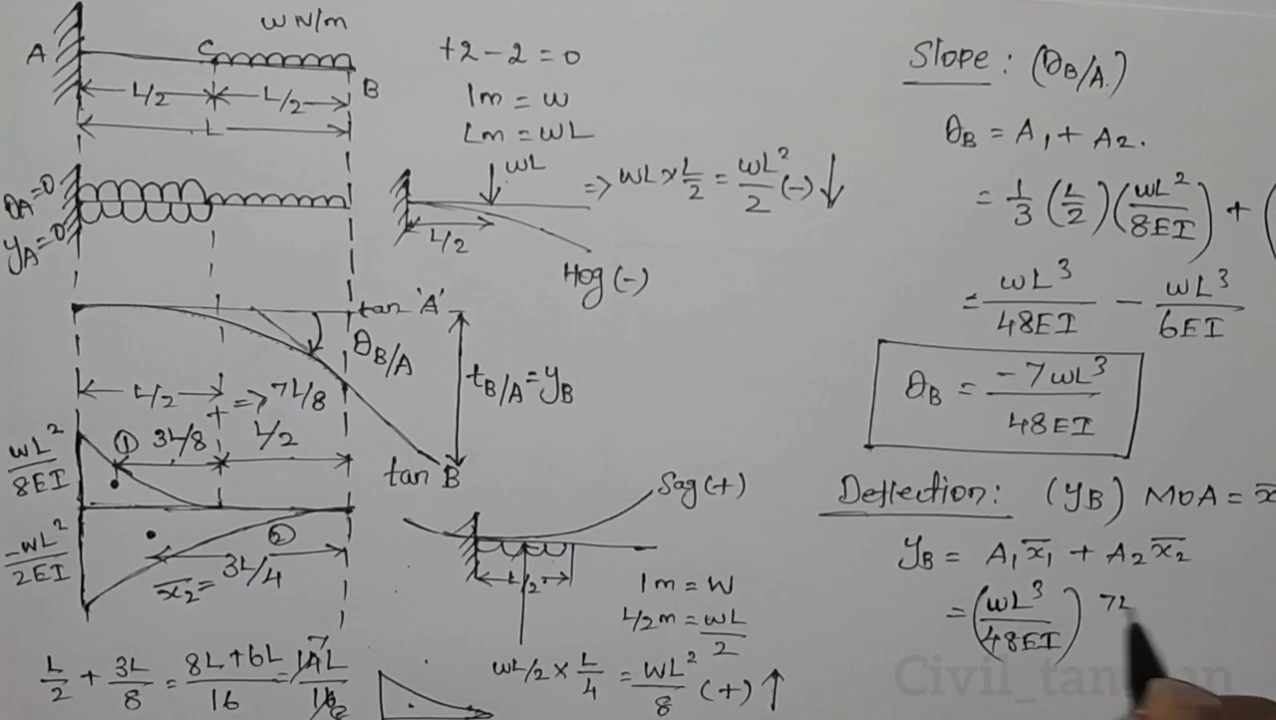 w N/m
A
C
B
L/2
L/2
L
θA=0
yA=0
+2 - 2 = 0
1m = w
Lm = wL
wL
L/2
=> wL × L/2 = wL²/2 (-) ↓
Hog (-)
tan 'A'
θB/A
tB/A = yB
tan B
L/2
=> 7L/8
3L/8
L/2
wL²/8EI
①
-wL²/2EI
②
x̄2 = 3L/4
L/2 + 3L/8 = 8L+6L/16 = 14L/16
7
8
Sag (+)
L/2
1m = W
L/2 m = wL/2
wL/2 × L/4 = WL²/8 (+) ↑
Slope : (θB/A)
θB = A1 + A2.
= 1/3 (L/2) (wL²/8EI) + (
= wL³/48EI - wL³/6EI
θB = -7wL³/48EI
Deflection: (yB) MOA = x̄
yB = A1x̄1 + A2x̄2
= (wL³/48EI) 7L